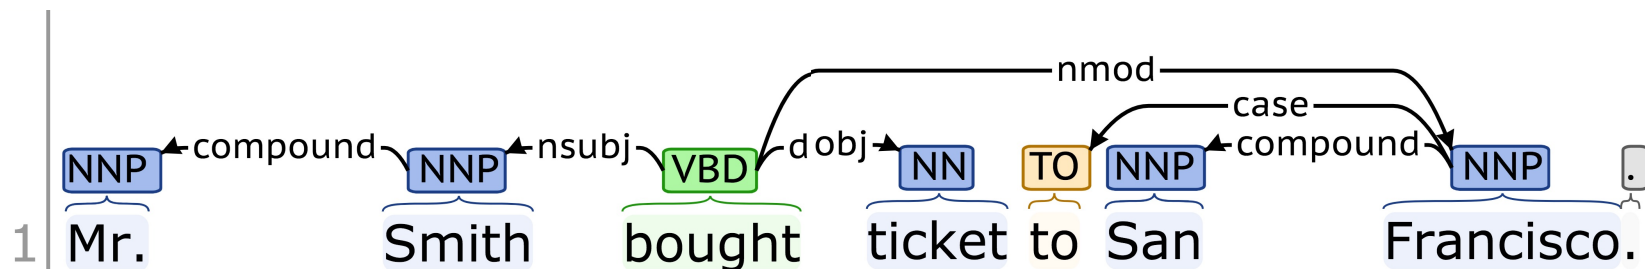 nmod
case
compound nsubj dobj compound
NNP NNP VBD NN TO NNP NNP .
1 Mr. Smith bought ticket to San Francisco.